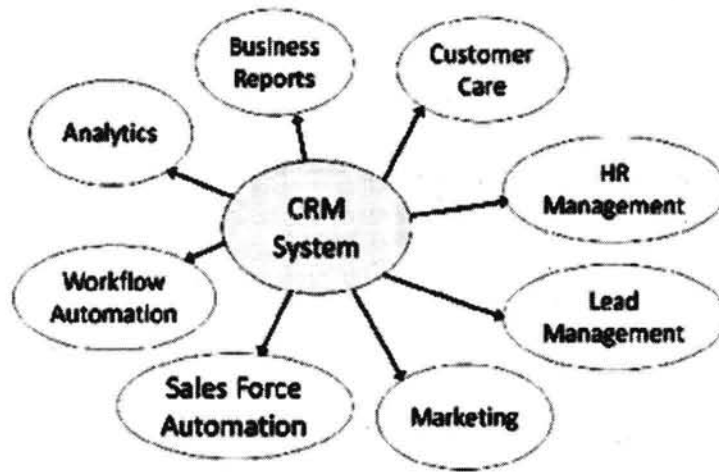 Business
Reports
Customer
Care
Analytics
CRM
System
HR
Management
Workflow
Automation
Lead
Management
Sales Force
Automation
Marketing